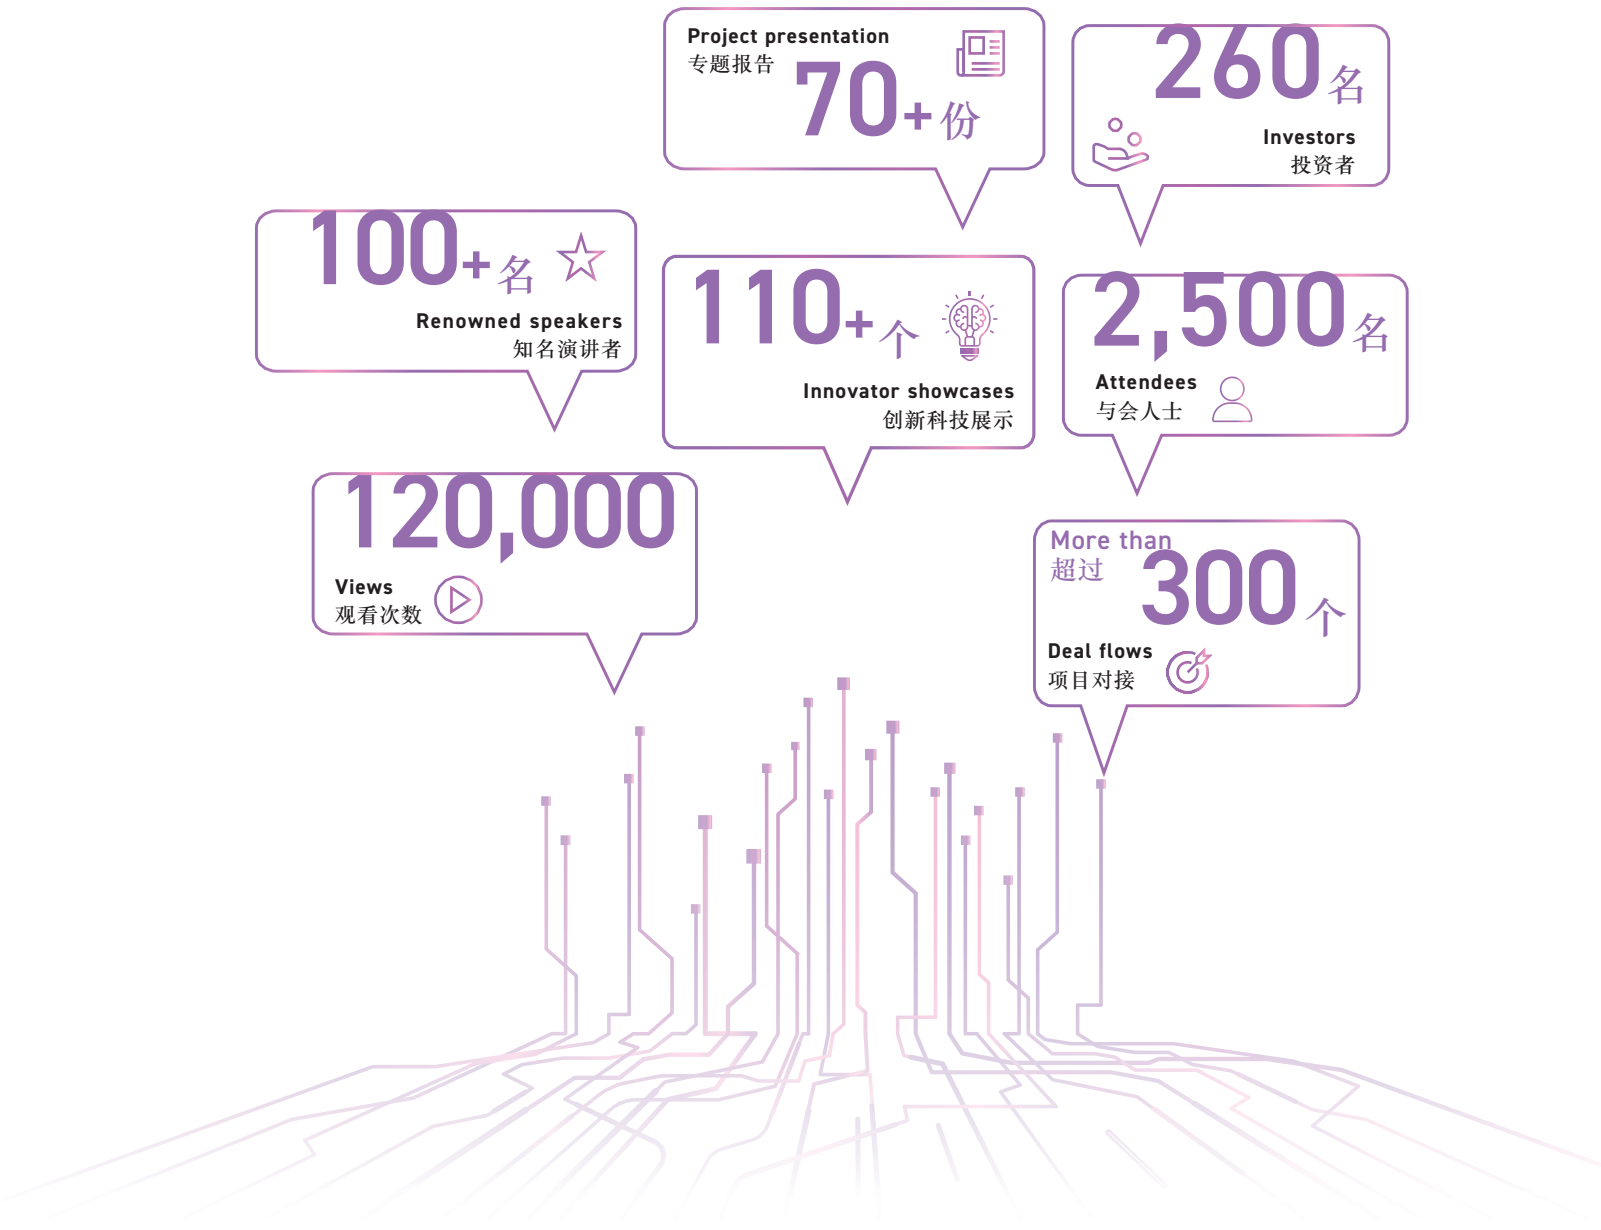 Project presentation
专题报告
70+份
260名
Investors
投资者
100+名
Renowned speakers
知名演讲者
110+个
Innovator showcases
创新科技展示
2,500名
Attendees
与会人士
120,000
Views
观看次数
More than
超过
300个
Deal flows
项目对接